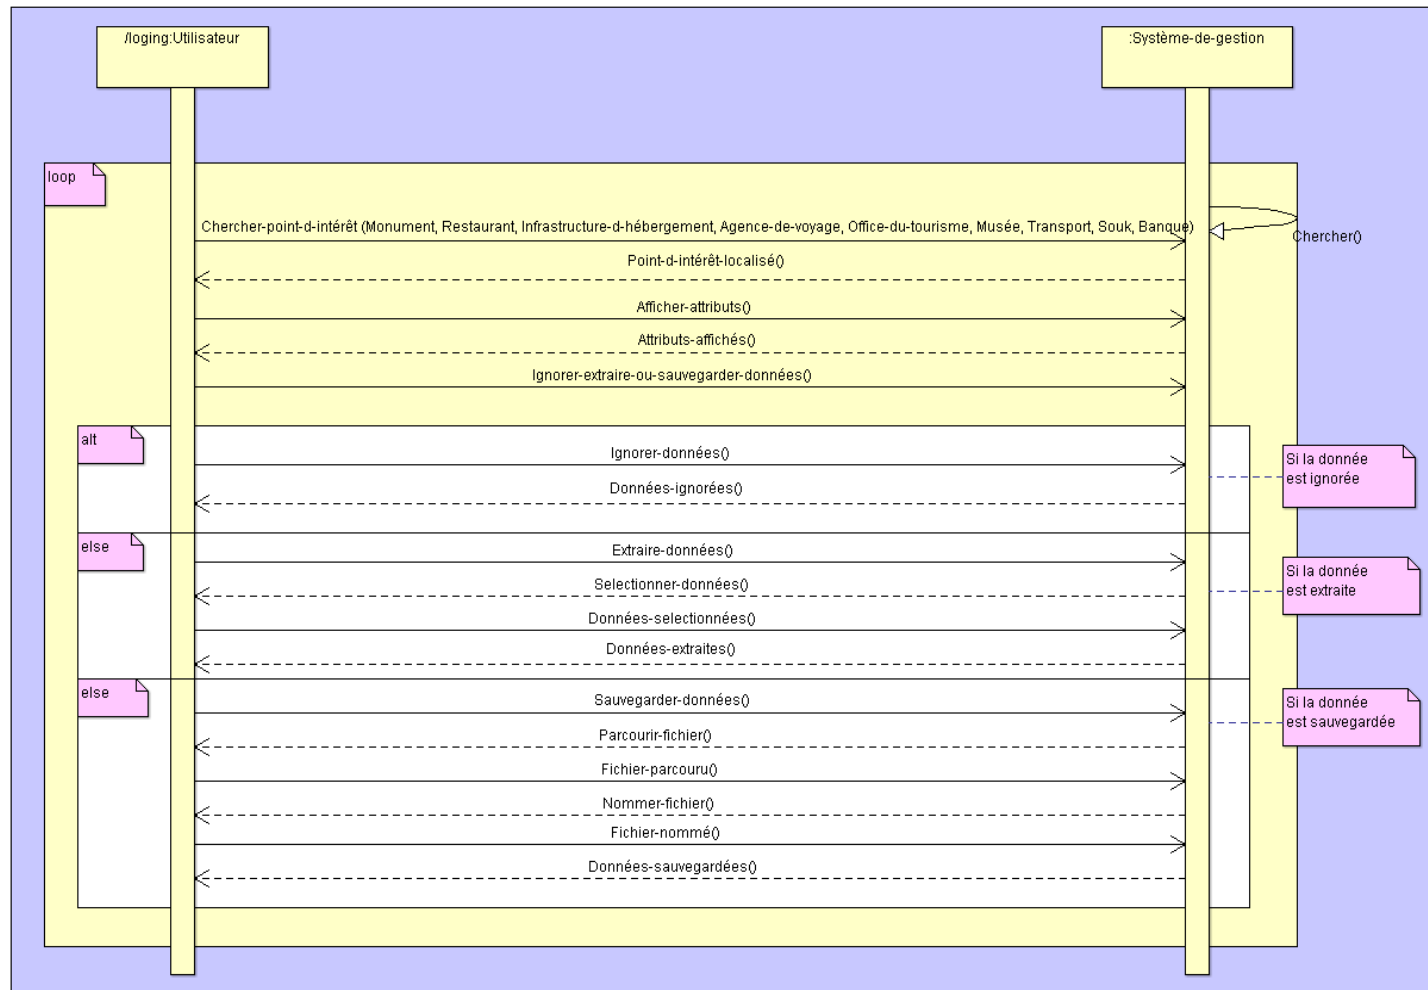 /loging:Utilisateur
:Système-de-gestion
loop
Chercher-point-d-intérêt (Monument, Restaurant, Infrastructure-d-hébergement, Agence-de-voyage, Office-du-tourisme, Musée, Transport, Souk, Banque)
Chercher()
Point-d-intérêt-localisé()
Afficher-attributs()
Attributs-affichés()
Ignorer-extraire-ou-sauvegarder-données()
alt
Ignorer-données()
Si la donnée
est ignorée
Données-ignorées()
else
Extraire-données()
Si la donnée
est extraite
Selectionner-données()
Données-selectionnées()
Données-extraites()
else
Sauvegarder-données()
Si la donnée
est sauvegardée
Parcourir-fichier()
Fichier-parcouru()
Nommer-fichier()
Fichier-nommé()
Données-sauvegardées()